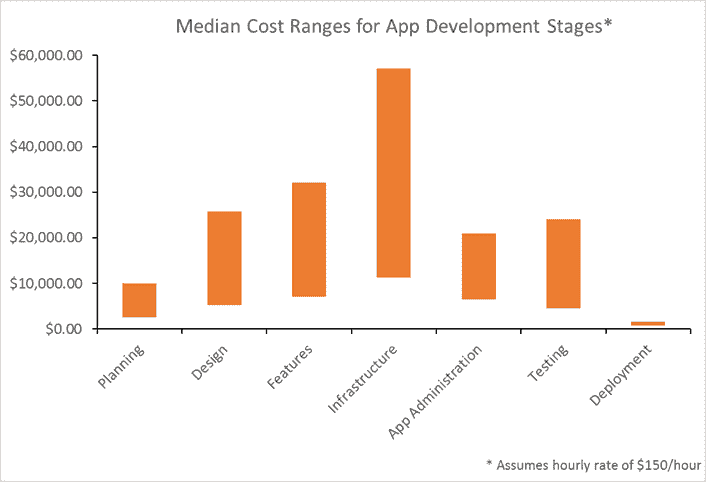 Median Cost Ranges for App Development Stages*
$60,000.00
$50,000.00
$40,000.00
$30,000.00
$20,000.00
$10,000.00
$0.00
Planning
Design
Features
Infrastructure
App Administration
Testing
Deployment
* Assumes hourly rate of $150/hour